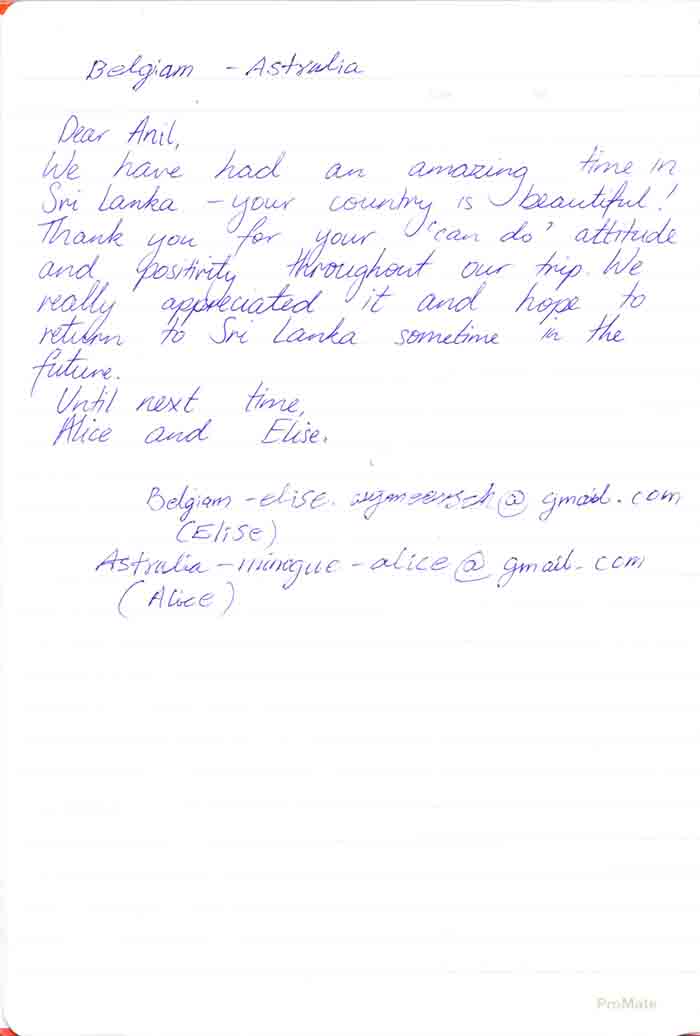 Belgiam - Astralia
Dear Anil,
We have had an amazing time in
Sri Lanka - your country is beautiful!
Thank you for your 'can do' attitude
and positivity throughout our trip. We
really appreciated it and hope to
return to Sri Lanka sometime in the
future.
Until next time,
Alice and Elise.
Belgiam - elise. @ gmail.com
(Elise)
Astralia - minogue - alice @ gmail.com
(Alice)
ProMate